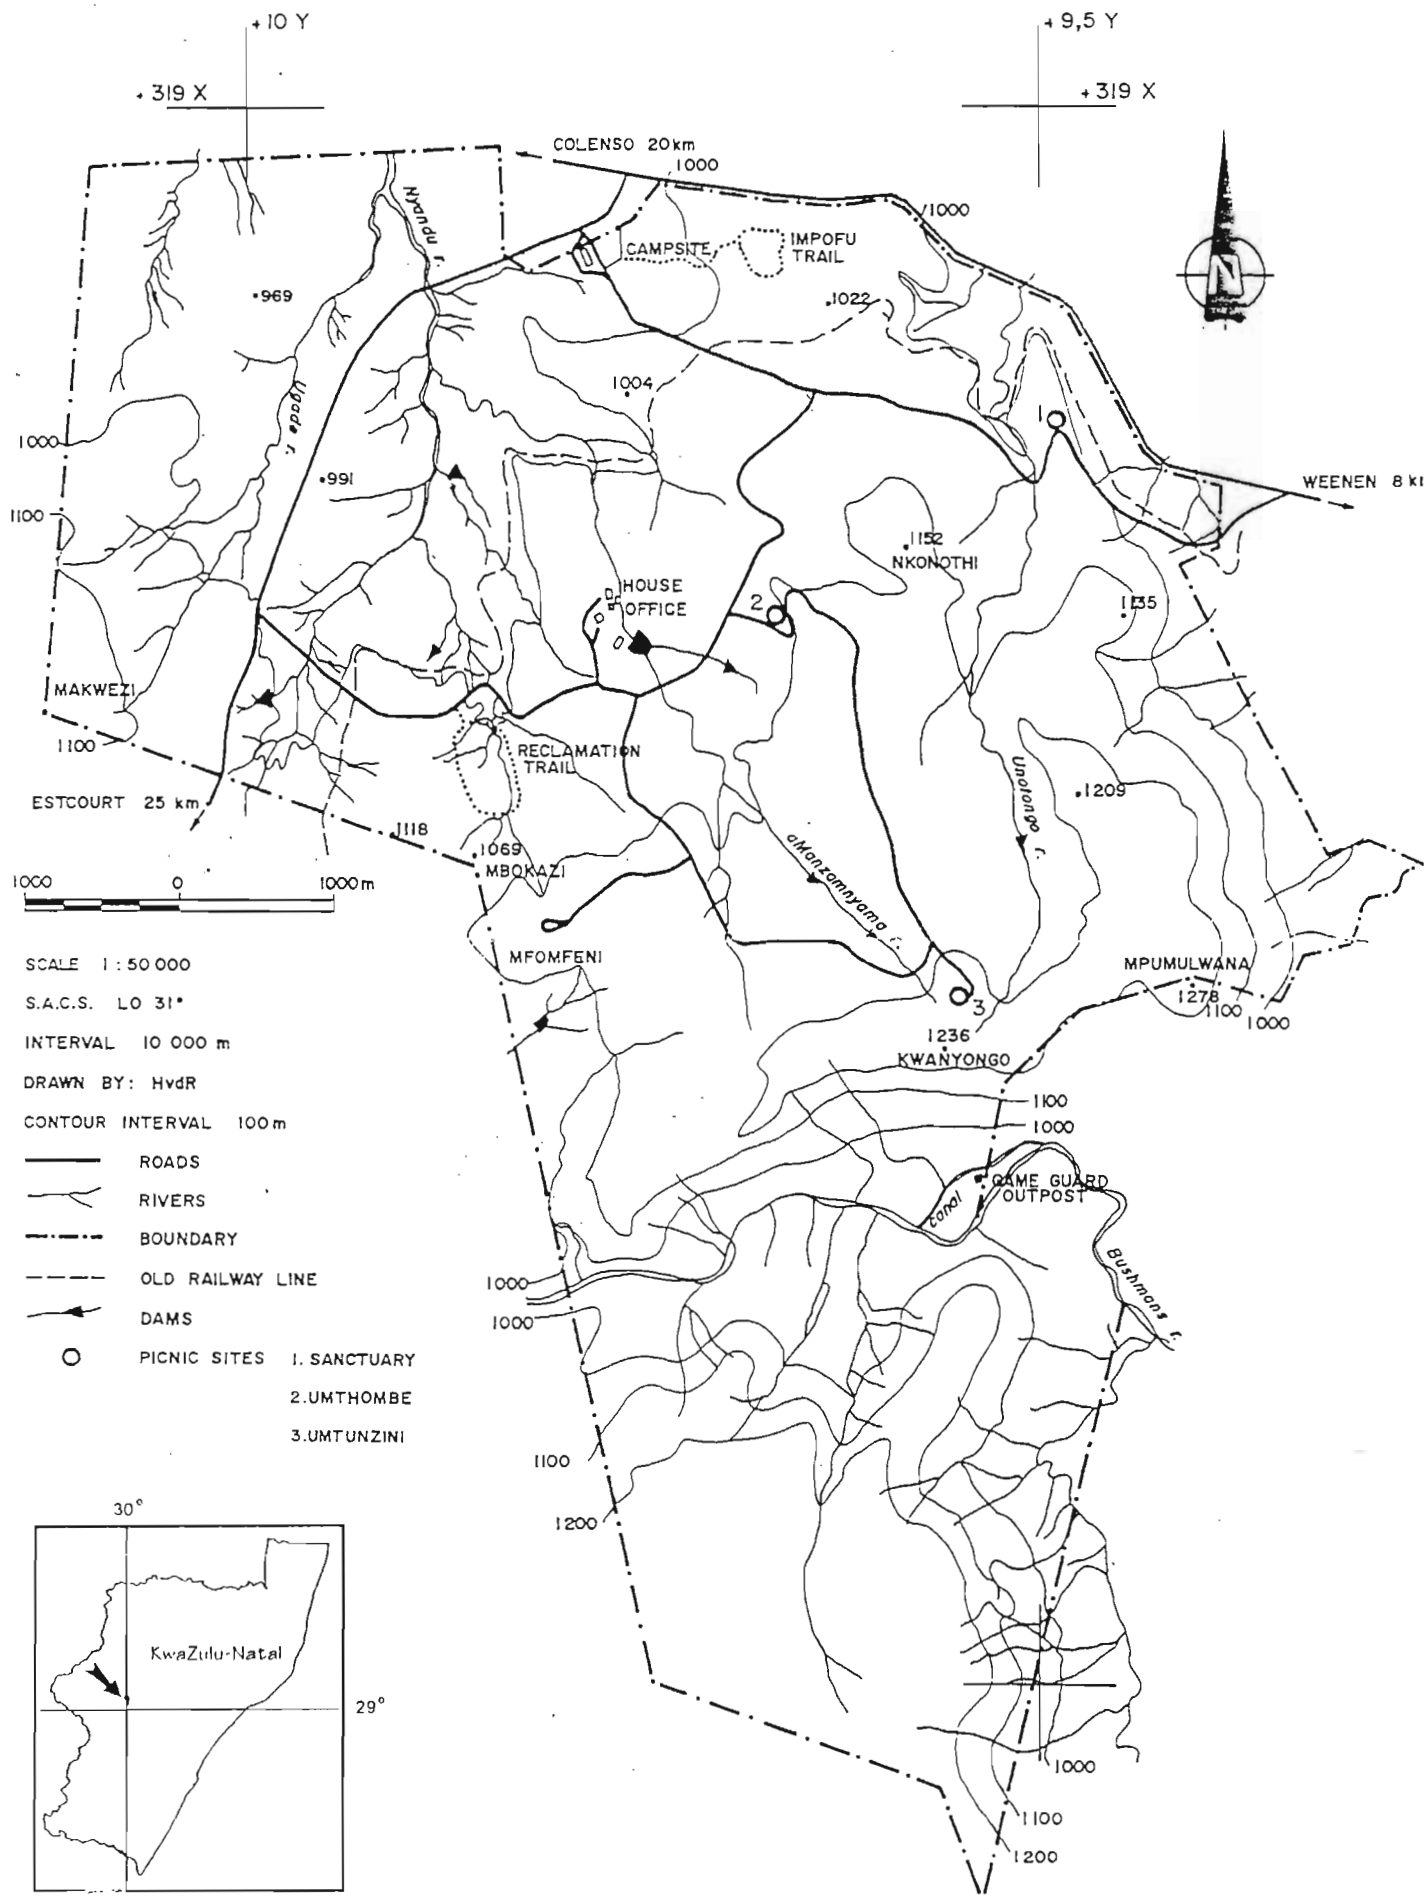 +10 Y
+9,5 Y
+319 X
+319 X
COLENSO 20km
1000
1000
Nyandu r.
CAMPSITE
IMPOFU
TRAIL
N
969
1022
1004
Ugade r.
1
1000
991
WEENEN 8 k
1100
1152
NKONOTHI
HOUSE
OFFICE
2
1135
MAKWEZI
1100
RECLAMATION
TRAIL
ESTCOURT 25 km
1118
1069
MBOKAZI
1209
Unotongo r.
aManzamnyama r.
1000 0 1000m
MFOMFENI
MPUMULWANA
1278
1100
1000
3
SCALE 1:50 000
S.A.C.S. LO 31°
INTERVAL 10 000 m
DRAWN BY: HvdR
CONTOUR INTERVAL 100m
1236
KWANYONGO
1100
1000
ROADS
RIVERS
BOUNDARY
OLD RAILWAY LINE
DAMS
PICNIC SITES 1. SANCTUARY
2.UMTHOMBE
3.UMTUNZINI
GAME GUARD
OUTPOST
canal
Bushmans r.
1000
1000
1100
1200
1000
1100
1200
30°
KwaZulu-Natal
29°